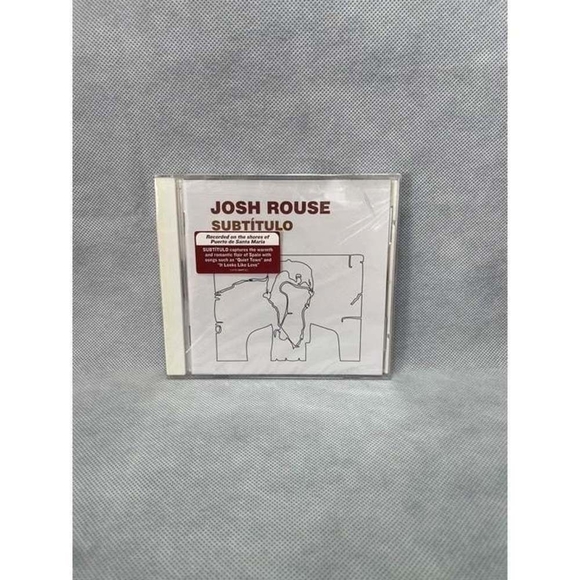 JOSH ROUSE
SUBTÍTULO
Recorded on the shores of
Puerto de Santa Maria
SUBTÍTULO captures the warmth
and romantic flair of Spain with
songs such as "Quiet Town" and
"It Looks Like Love"